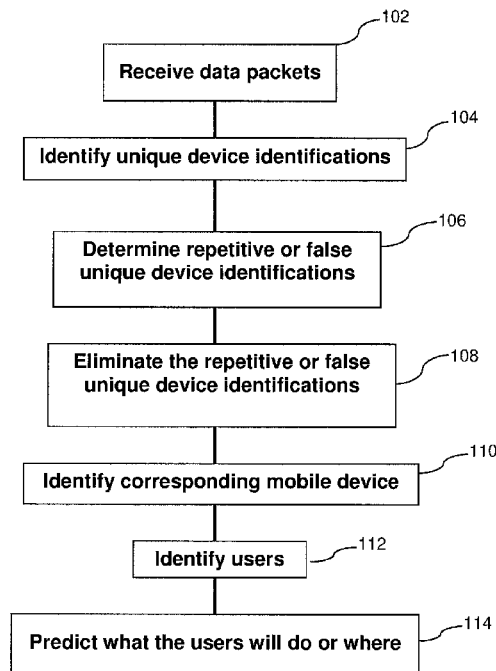 102
Receive data packets
104
Identify unique device identifications
106
Determine repetitive or false
unique device identifications
108
Eliminate the repetitive or false
unique device identifications
110
Identify corresponding mobile device
112
Identify users
114
Predict what the users will do or where